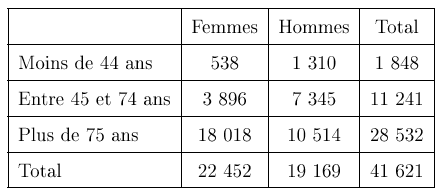 Femmes Hommes Total
Moins de 44 ans 538 1 310 1 848
Entre 45 et 74 ans 3 896 7 345 11 241
Plus de 75 ans 18 018 10 514 28 532
Total 22 452 19 169 41 621